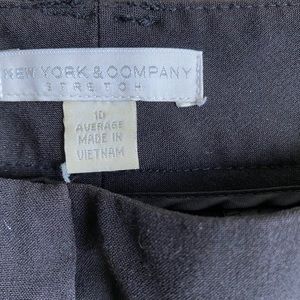 NEW YORK & COMPANY
STRETCH
10
AVERAGE
MADE IN
VIETNAM